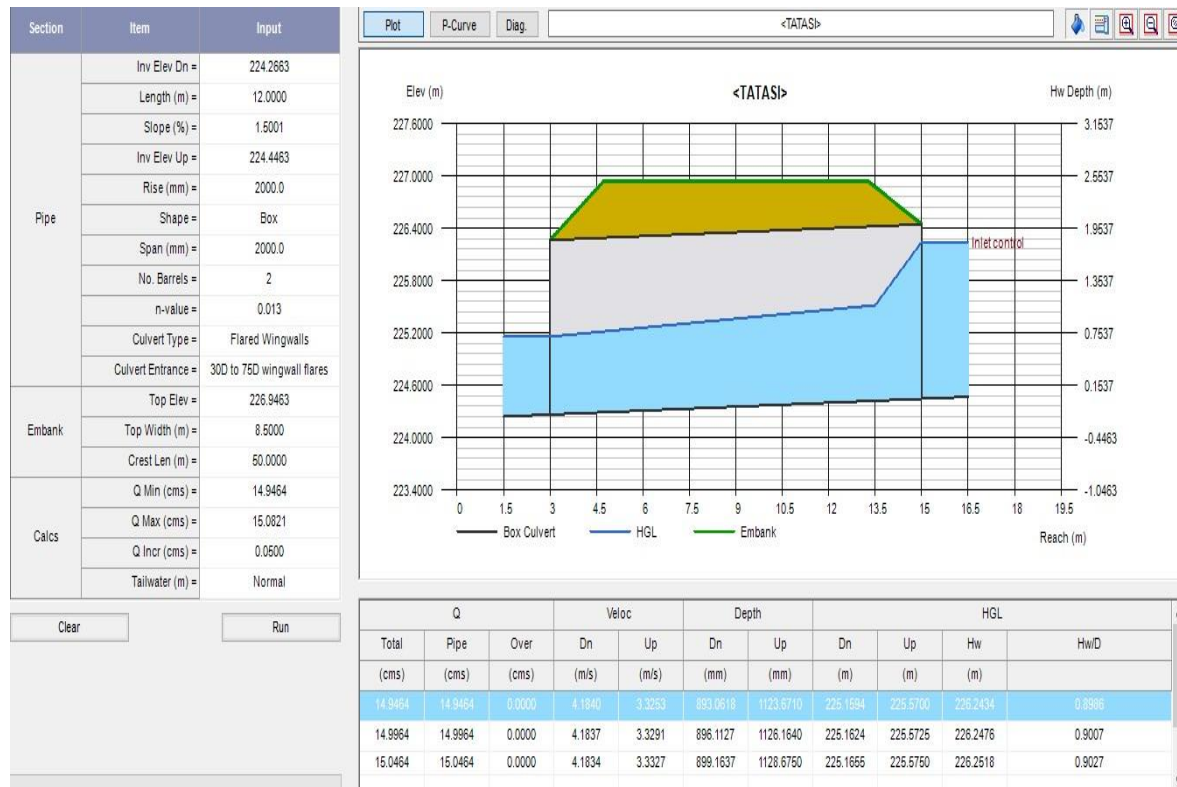 Section Item Input
Pipe
Inv Elev Dn = 224.2663
Length (m) = 12.0000
Slope (%) = 1.5001
Inv Elev Up = 224.4463
Rise (mm) = 2000.0
Shape = Box
Span (mm) = 2000.0
No. Barrels = 2
n-value = 0.013
Culvert Type = Flared Wingwalls
Culvert Entrance = 30D to 75D wingwall flares
Embank
Top Elev = 226.9463
Top Width (m) = 8.5000
Crest Len (m) = 50.0000
Calcs
Q Min (cms) = 14.9464
Q Max (cms) = 15.0821
Q Incr (cms) = 0.0500
Tailwater (m) = Normal
Clear Run
Plot P-Curve Diag. <TATASI>
Elev (m) <TATASI> Hw Depth (m)
227.6000 3.1537
227.0000 2.5537
226.4000 1.9537
Inlet control
225.8000 1.3537
225.2000 0.7537
224.6000 0.1537
224.0000 -0.4463
223.4000 -1.0463
0 1.5 3 4.5 6 7.5 9 10.5 12 13.5 15 16.5 18 19.5
Box Culvert HGL Embank
Reach (m)
Q Veloc Depth HGL
Total Pipe Over Dn Up Dn Up Dn Up Hw Hw/D
(cms) (cms) (cms) (m/s) (m/s) (mm) (mm) (m) (m) (m)
14.9464 14.9464 0.0000 4.1840 3.3253 893.0618 1123.6710 225.1594 225.5700 226.2434 0.8986
14.9964 14.9964 0.0000 4.1837 3.3291 896.1127 1126.1640 225.1624 225.5725 226.2476 0.9007
15.0464 15.0464 0.0000 4.1834 3.3327 899.1637 1128.6750 225.1655 225.5750 226.2518 0.9027